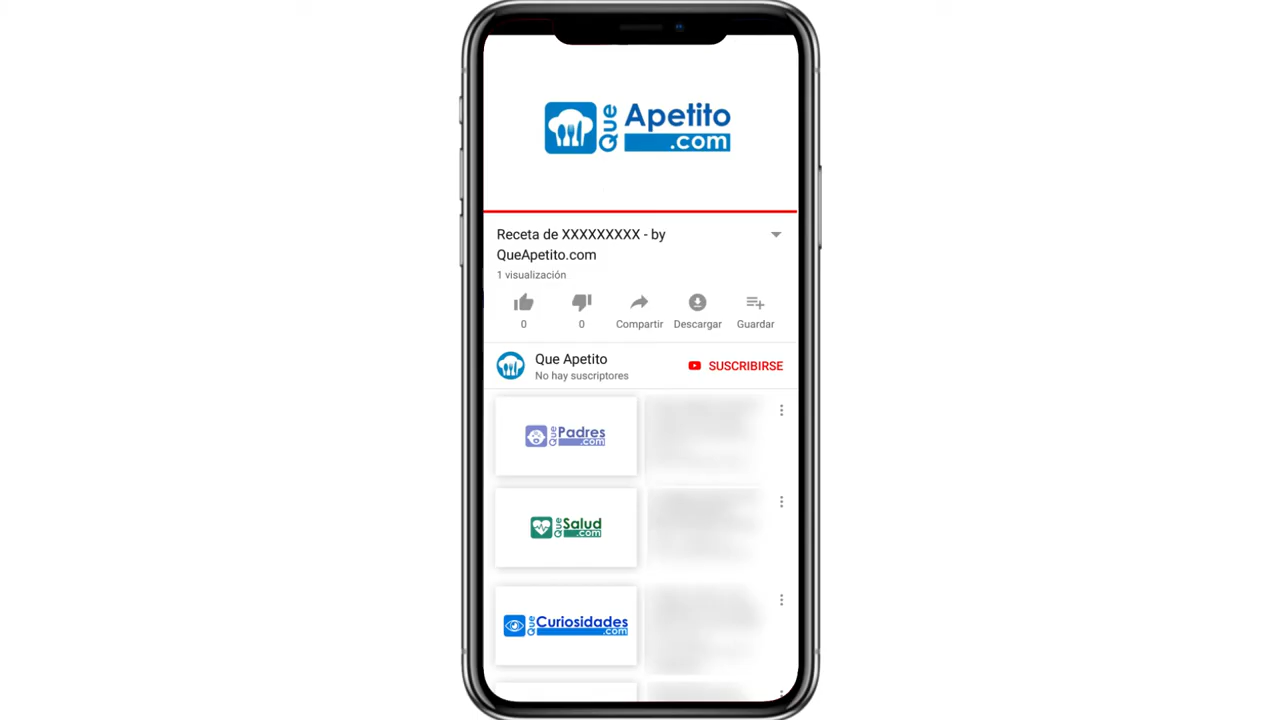 Que Apetito
.com
Receta de XXXXXXXXX - by
QueApetito.com
1 visualización
0
0
Compartir
Descargar
Guardar
Que Apetito
No hay suscriptores
SUSCRIBIRSE
Que Padres
.com
Que Salud
.com
Que Curiosidades
.com